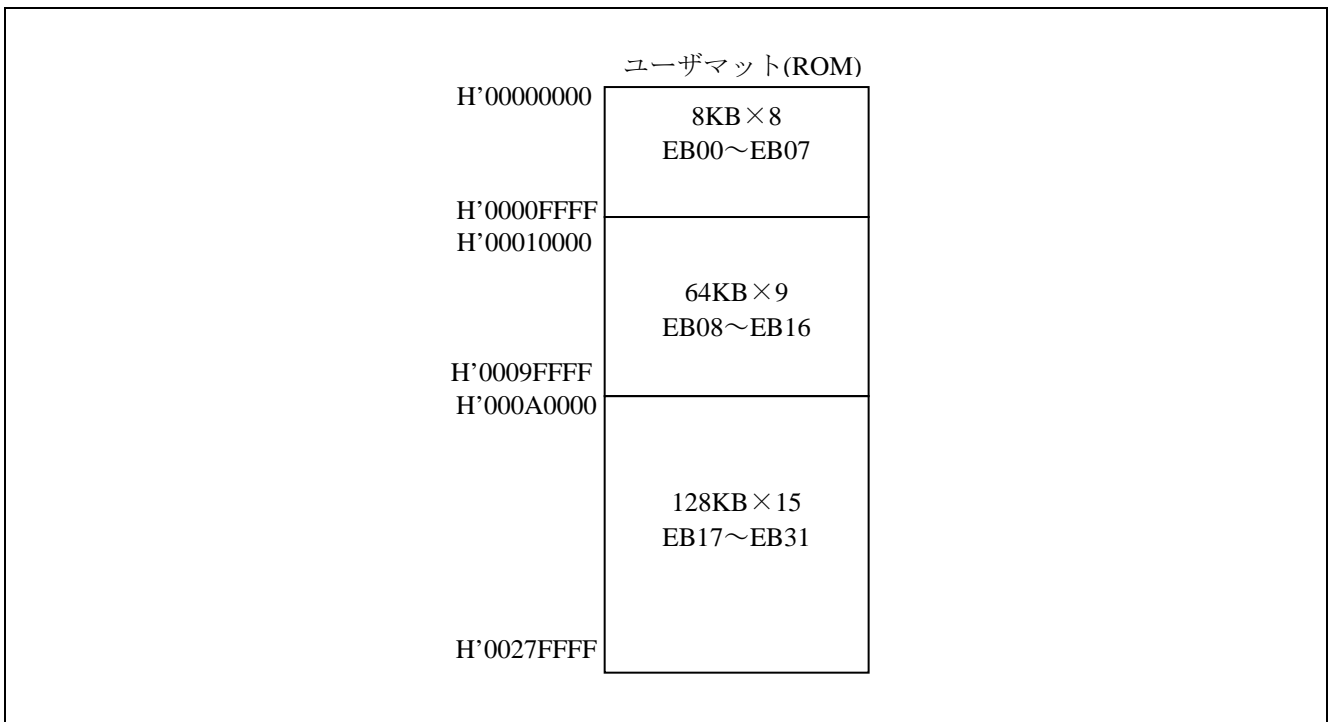 ユーザマット(ROM)
H'00000000
8KB×8
EB00～EB07
H'0000FFFF
H'00010000
64KB×9
EB08～EB16
H'0009FFFF
H'000A0000
128KB×15
EB17～EB31
H'0027FFFF